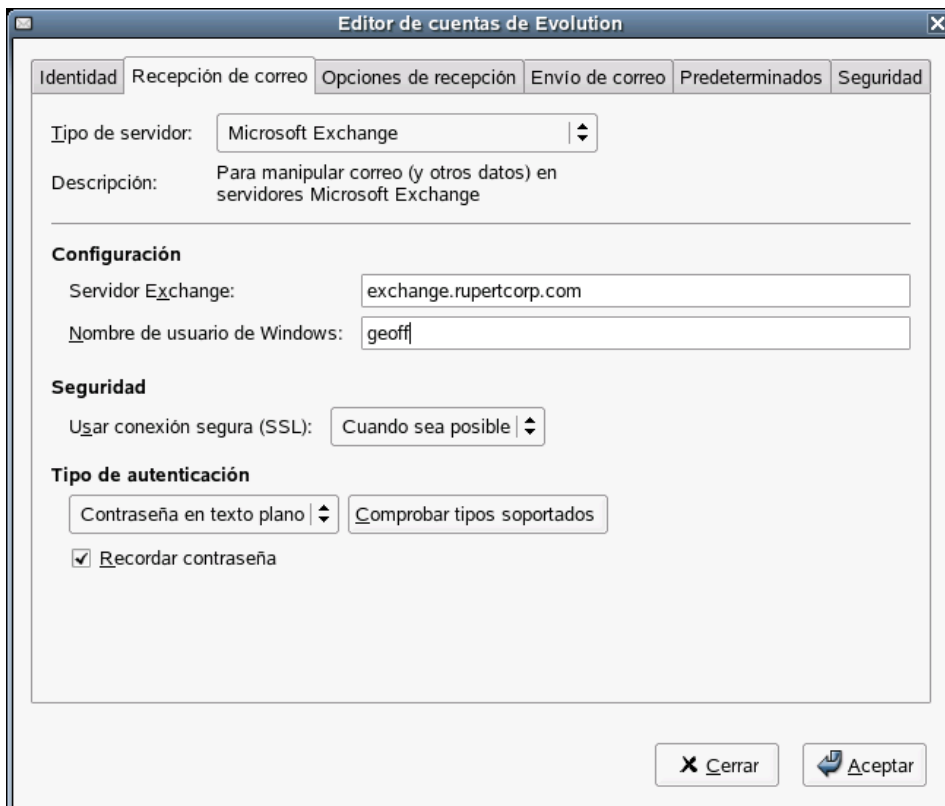 Editor de cuentas de Evolution
Identidad
Recepción de correo
Opciones de recepción
Envío de correo
Predeterminados
Seguridad
Tipo de servidor:
Microsoft Exchange
Descripción:
Para manipular correo (y otros datos) en
servidores Microsoft Exchange
Configuración
Servidor Exchange:
exchange.rupertcorp.com
Nombre de usuario de Windows:
geoff
Seguridad
Usar conexión segura (SSL):
Cuando sea posible
Tipo de autenticación
Contraseña en texto plano
Comprobar tipos soportados
Recordar contraseña
Cerrar
Aceptar